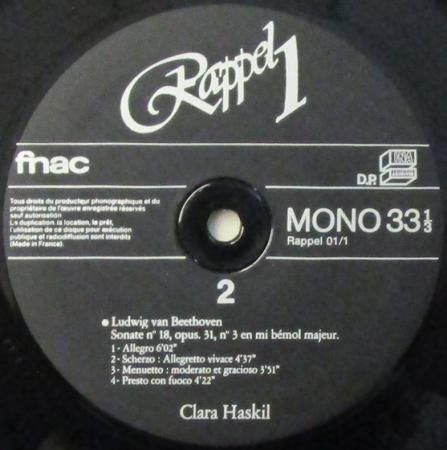 Rappel 1
fnac
D.P.
Tous droits du producteur phonographique et du
propriétaire de l'œuvre enregistrée réservés
sauf autorisation
La duplication, la location, le prêt,
l'utilisation de ce disque pour exécution
publique et radiodiffusion sont interdits
(Made in France).
MONO 33 1/3
Rappel 01/1
2
● Ludwig van Beethoven
Sonate n° 18, opus. 31, n° 3 en mi bémol majeur.
1 - Allegro 6'02"
2 - Scherzo : Allegretto vivace 4'37"
3 - Menuetto : moderato et gracioso 3'51"
4 - Presto con fuoco 4'22"
Clara Haskil